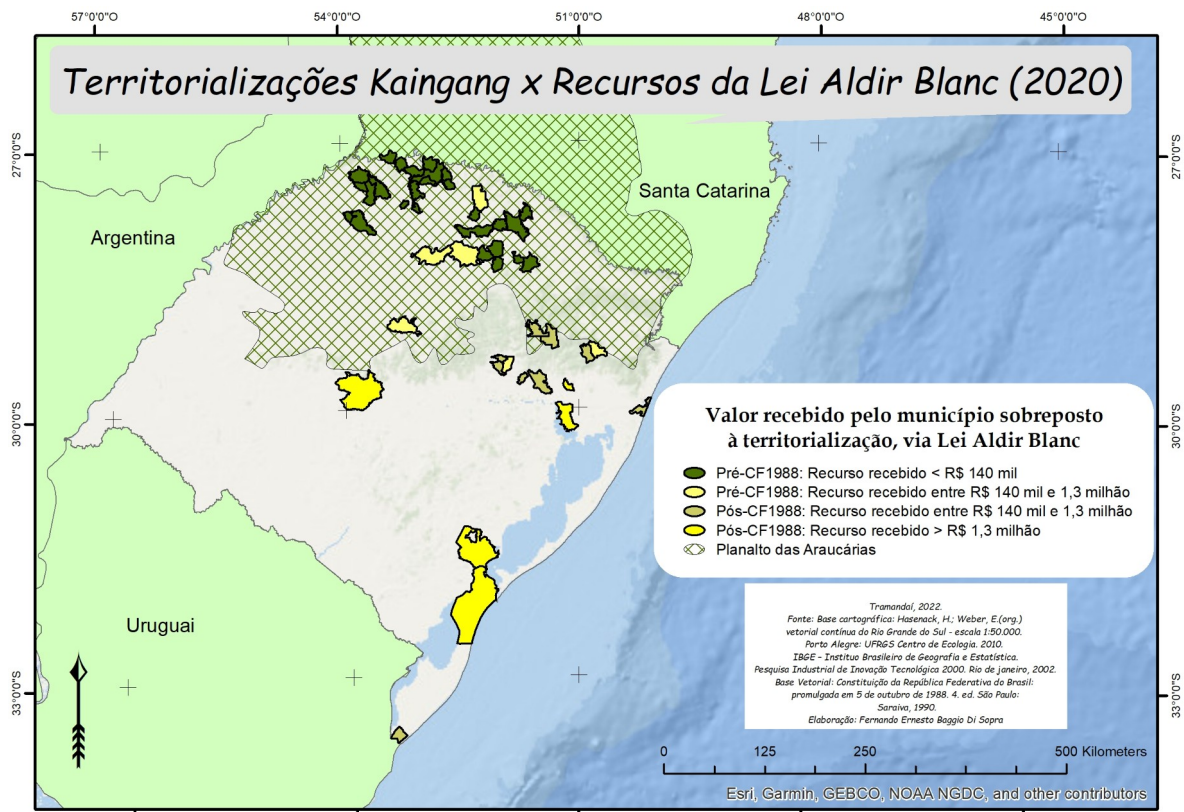 57°0'0"O
54°0'0"O
51°0'0"O
48°0'0"O
45°0'0"O
Territorializações Kaingang x Recursos da Lei Aldir Blanc (2020)
27°0'0"S
27°0'0"S
Santa Catarina
Argentina
30°0'0"S
30°0'0"S
Valor recebido pelo município sobreposto
à territorialização, via Lei Aldir Blanc
Pré-CF1988: Recurso recebido < R$ 140 mil
Pré-CF1988: Recurso recebido entre R$ 140 mil e 1,3 milhão
Pós-CF1988: Recurso recebido entre R$ 140 mil e 1,3 milhão
Pós-CF1988: Recurso recebido > R$ 1.3 milhão
Planalto das Araucárias
Uruguai
Tramandaí, 2022.
Fonte: Base cartográfica: Hasenack, H.; Weber, E.(org.)
vetorial contínua do Rio Grande do Sul - escala 1:50.000.
Porto Alegre: UFRGS Centro de Ecologia. 2010.
IBGE - Instituo Brasileiro de Geografia e Estatística.
Pesquisa Industrial de Inovação Tecnológica 2000. Rio de janeiro, 2002.
Base Vetorial: Constituição da República Federativa do Brasil:
promulgada em 5 de outubro de 1988. 4. ed. São Paulo:
Saraiva, 1990.
Elaboração: Fernando Ernesto Baggio Di Sopra
33°0'0"S
33°0'0"S
0 125 250 500 Kilometers
Esri, Garmin, GEBCO, NOAA NGDC, and other contributors